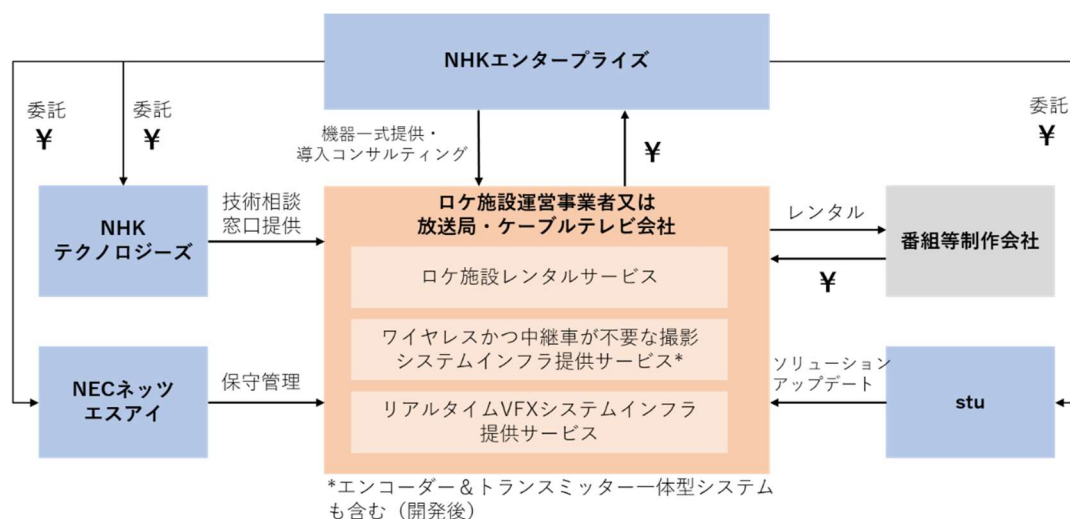 NHKエンタープライズ
委託
¥
委託
¥
機器一式提供・
導入コンサルティング
¥
委託
¥
NHK
テクノロジーズ
技術相談
窓口提供
ロケ施設運営事業者又は
放送局・ケーブルテレビ会社
ロケ施設レンタルサービス
ワイヤレスかつ中継車が不要な撮影
システムインフラ提供サービス*
リアルタイムVFXシステムインフラ
提供サービス
レンタル
¥
番組等制作会社
NECネッツ
エスアイ
保守管理
ソリューション
アップデート
stu
*エンコーダー＆トランスミッター一体型システム
も含む（開発後）